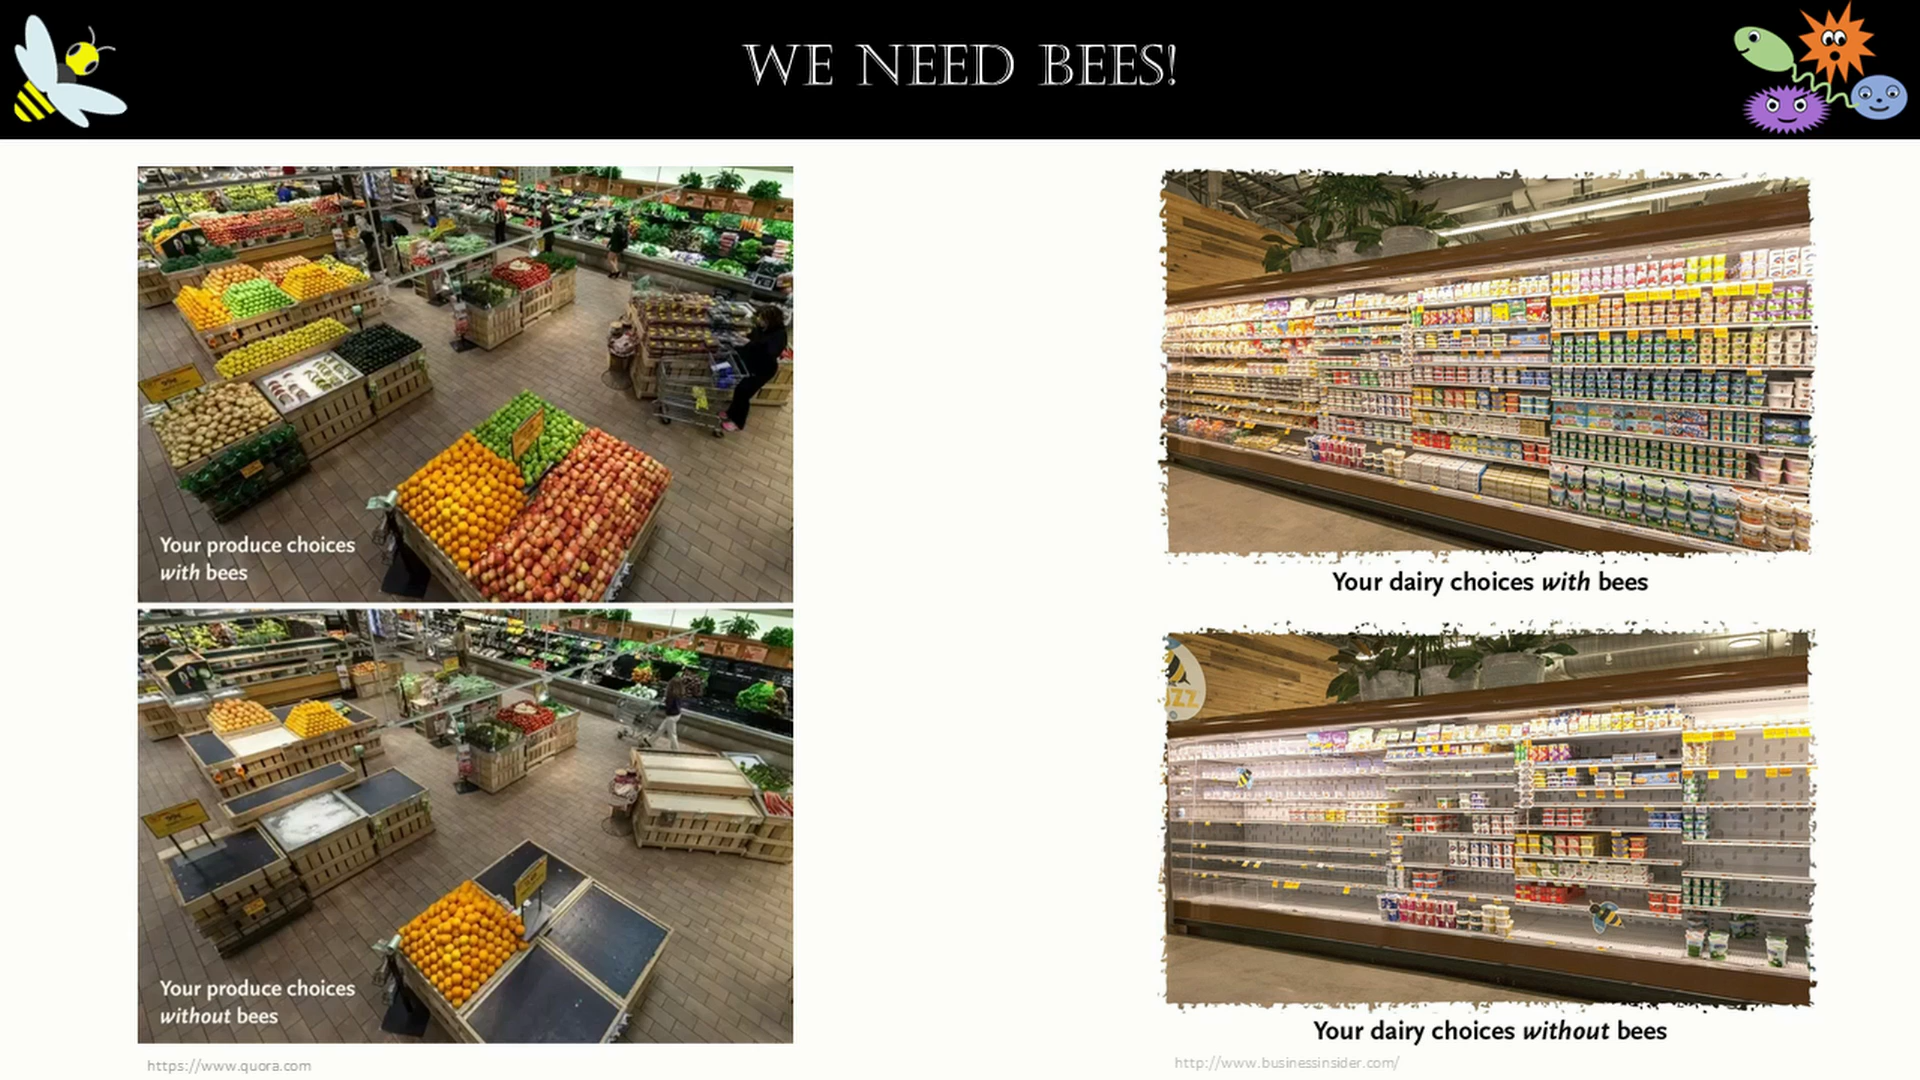 WE NEED BEES!
Your produce choices
with bees
Your dairy choices with bees
Your produce choices
without bees
Your dairy choices without bees
https://www.quora.com
http://www.businessinsider.com/